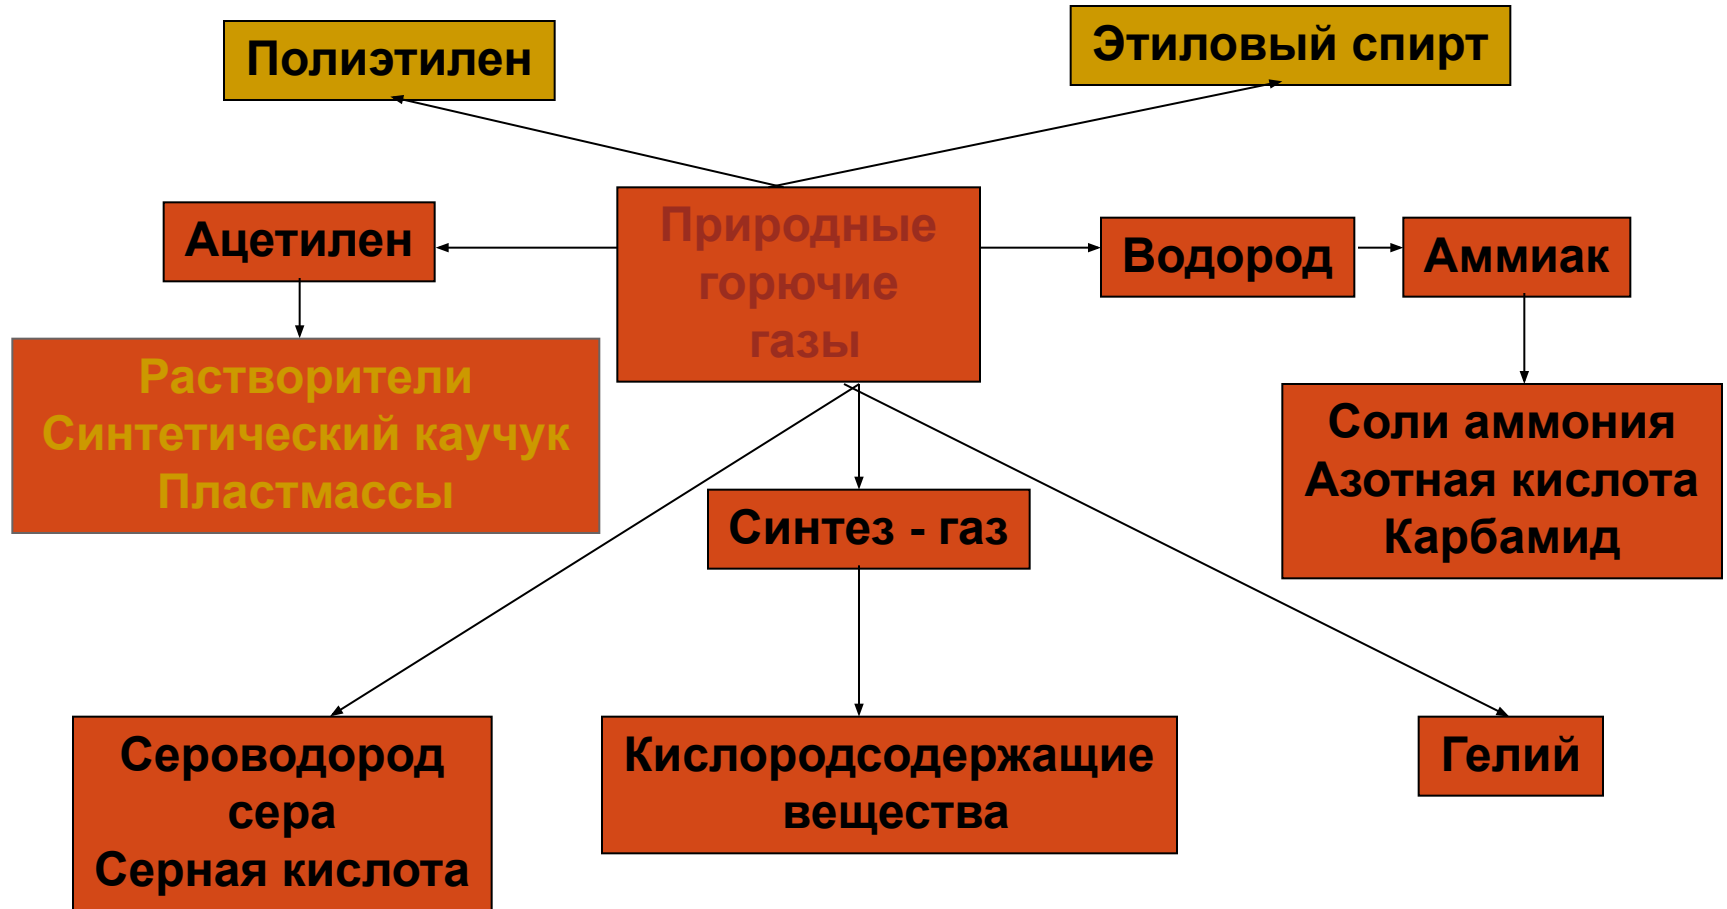 Полиэтилен
Этиловый спирт
Ацетилен
Природные
горючие
газы
Водород
Аммиак
Растворители
Синтетический каучук
Пластмассы
Соли аммония
Азотная кислота
Карбамид
Синтез - газ
Сероводород
сера
Серная кислота
Кислородсодержащие
вещества
Гелий